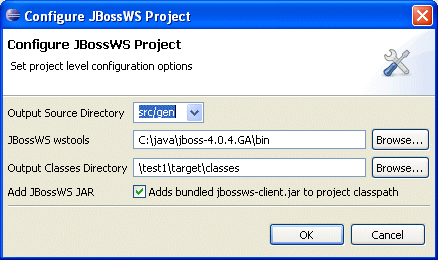 Configure JBossWS Project
Configure JBossWS Project
Set project level configuration options
Output Source Directory src/gen
JBossWS wstools C:\java\jboss-4.0.4.GA\bin Browse...
Output Classes Directory \test1\target\classes Browse...
Add JBossWS JAR Adds bundled jbossws-client.jar to project classpath
OK Cancel